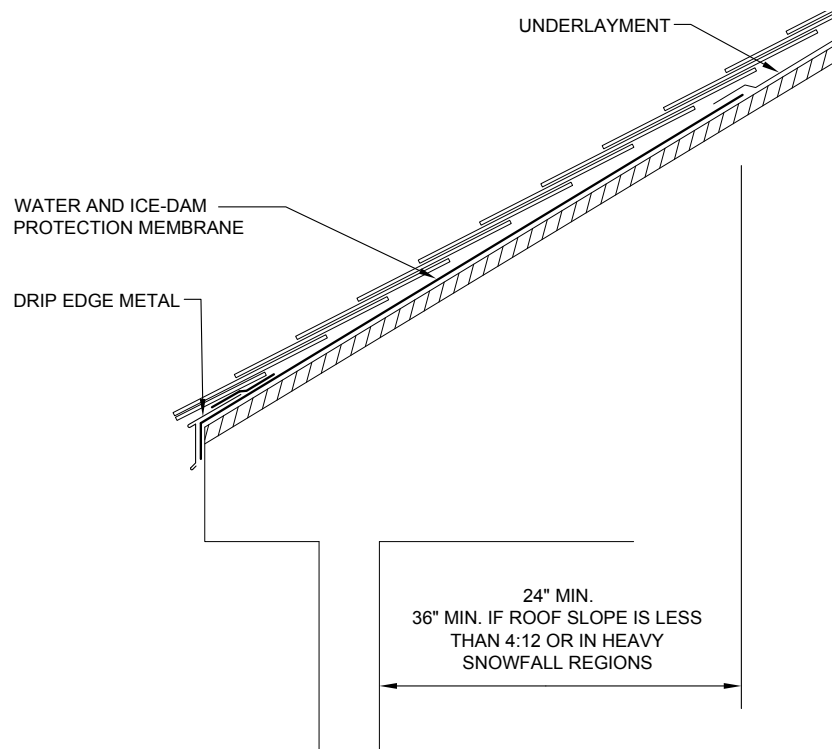 UNDERLAYMENT
WATER AND ICE-DAM
PROTECTION MEMBRANE
DRIP EDGE METAL
24" MIN.
36" MIN. IF ROOF SLOPE IS LESS
THAN 4:12 OR IN HEAVY
SNOWFALL REGIONS